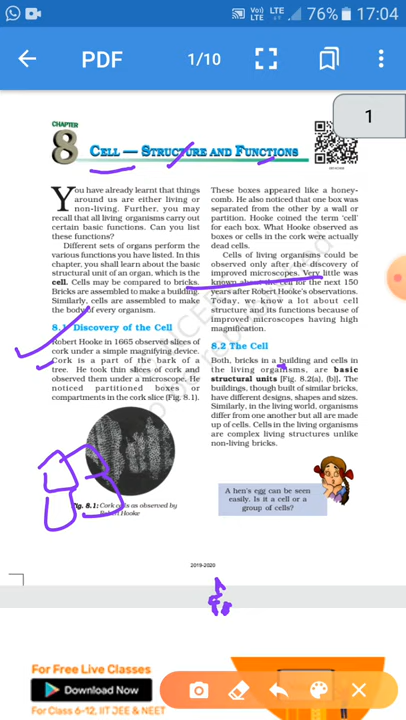 Voi) LTE
LTE 76% 17:04
1/10
1
CHAPTER
8 CELL — STRUCTURE AND FUNCTIONS
You have already learnt that things
around us are either living or
non-living. Further, you may
recall that all living organisms carry out
certain basic functions. Can you list
these functions?
Different sets of organs perform the
various functions you have listed. In this
chapter, you shall learn about the basic
structural unit of an organ, which is the
cell. Cells may be compared to bricks.
Bricks are assembled to make a building.
Similarly, cells are assembled to make
the body of every organism.
8.1 Discovery of the Cell
Robert Hooke in 1665 observed slices of
cork under a simple magnifying device.
Cork is a part of the bark of a
tree. He took thin slices of cork and
observed them under a microscope. He
noticed partitioned boxes or
compartments in the cork slice (Fig. 8.1).
Fig. 8.1: Cork cells as observed by
Robert Hooke
These boxes appeared like a honey-
comb. He also noticed that one box was
separated from the other by a wall or
partition. Hooke coined the term 'cell'
for each box. What Hooke observed as
boxes or cells in the cork were actually
dead cells.
Cells of living organisms could be
observed only after the discovery of
improved microscopes. Very little was
known about the cell for the next 150
years after Robert Hooke's observations.
Today, we know a lot about cell
structure and its functions because of
improved microscopes having high
magnification.
8.2 The Cell
Both, bricks in a building and cells in
the living organisms, are basic
structural units [Fig. 8.2(a), (b)]. The
buildings, though built of similar bricks,
have different designs, shapes and sizes.
Similarly, in the living world, organisms
differ from one another but all are made
up of cells. Cells in the living organisms
are complex living structures unlike
non-living bricks.
A hen's egg can be seen
easily. Is it a cell or a
group of cells?
2019-2020
For Free Live Classes
Download Now
For Class 6-12, IIT JEE & NEET